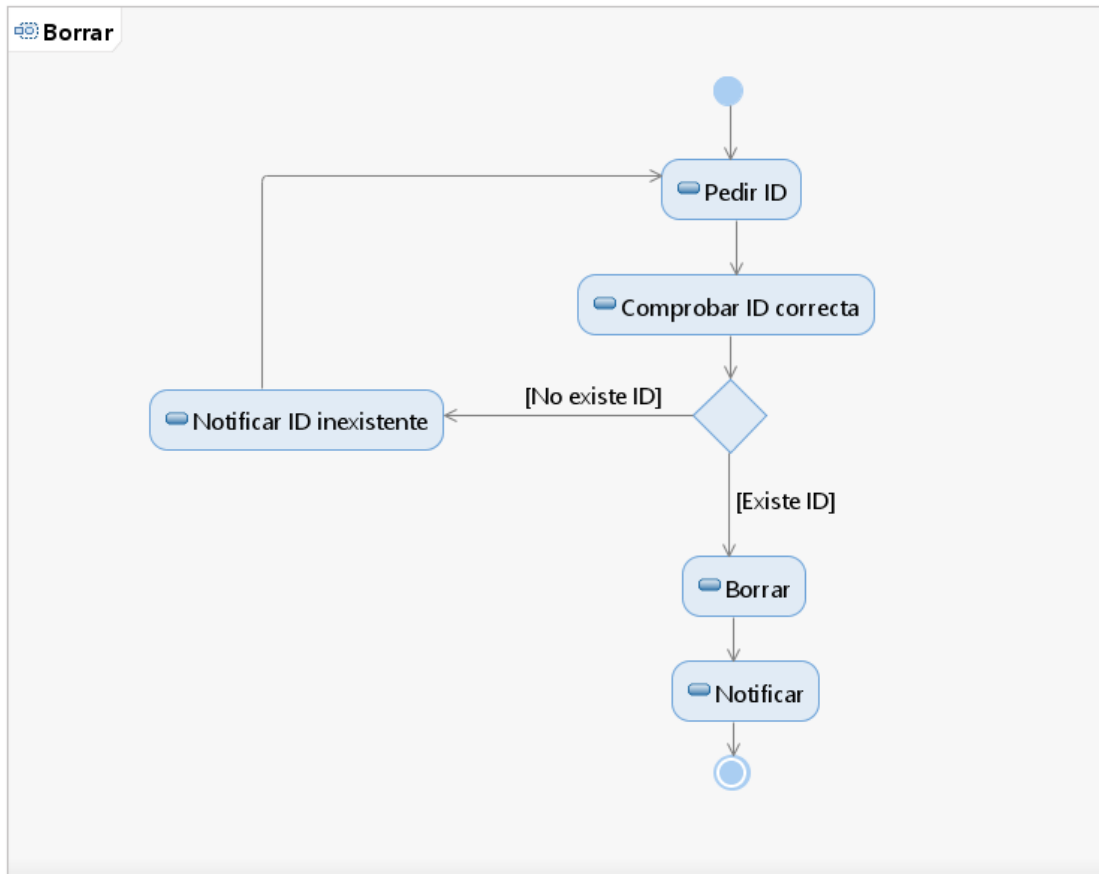 Borrar
Pedir ID
Comprobar ID correcta
[No existe ID]
Notificar ID inexistente
[Existe ID]
Borrar
Notificar